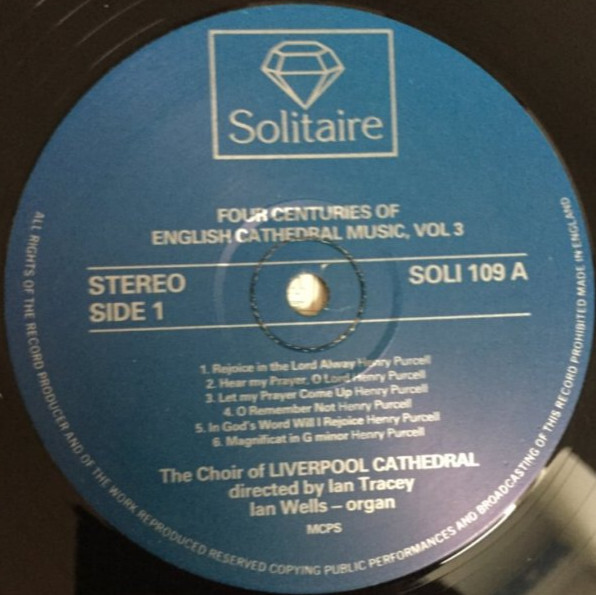 Solitaire
FOUR CENTURIES OF
ENGLISH CATHEDRAL MUSIC, VOL 3
STEREO
SIDE 1
SOLI 109 A
1. Rejoice in the Lord Alway Henry Purcell
2. Hear my Prayer, O Lord Henry Purcell
3. Let my Prayer Come Up Henry Purcell
4. O Remember Not Henry Purcell
5. In God's Word Will I Rejoice Henry Purcell
6. Magnificat in G minor Henry Purcell
The Choir of LIVERPOOL CATHEDRAL
directed by Ian Tracey
Ian Wells – organ
MCPS
ALL RIGHTS OF THE RECORD PRODUCER AND OF THE WORK REPRODUCED RESERVED COPYING PUBLIC PERFORMANCES AND BROADCASTING OF THIS RECORD PROHIBITED MADE IN ENGLAND